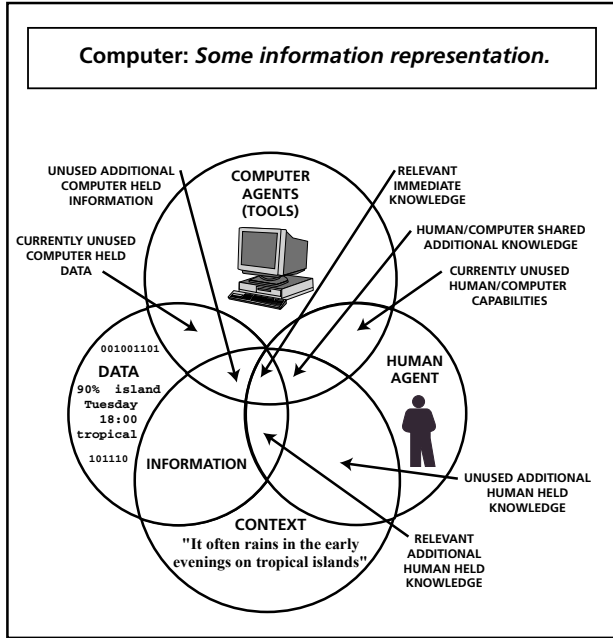 Computer: Some information representation.
UNUSED ADDITIONAL
COMPUTER HELD
INFORMATION
COMPUTER
AGENTS
(TOOLS)
RELEVANT
IMMEDIATE
KNOWLEDGE
HUMAN/COMPUTER SHARED
ADDITIONAL KNOWLEDGE
CURRENTLY UNUSED
COMPUTER HELD
DATA
CURRENTLY UNUSED
HUMAN/COMPUTER
CAPABILITIES
001001101
DATA
90% island
Tuesday
18:00
tropical
101110
HUMAN
AGENT
INFORMATION
UNUSED ADDITIONAL
HUMAN HELD
KNOWLEDGE
CONTEXT
"It often rains in the early
evenings on tropical islands"
RELEVANT
ADDITIONAL
HUMAN HELD
KNOWLEDGE